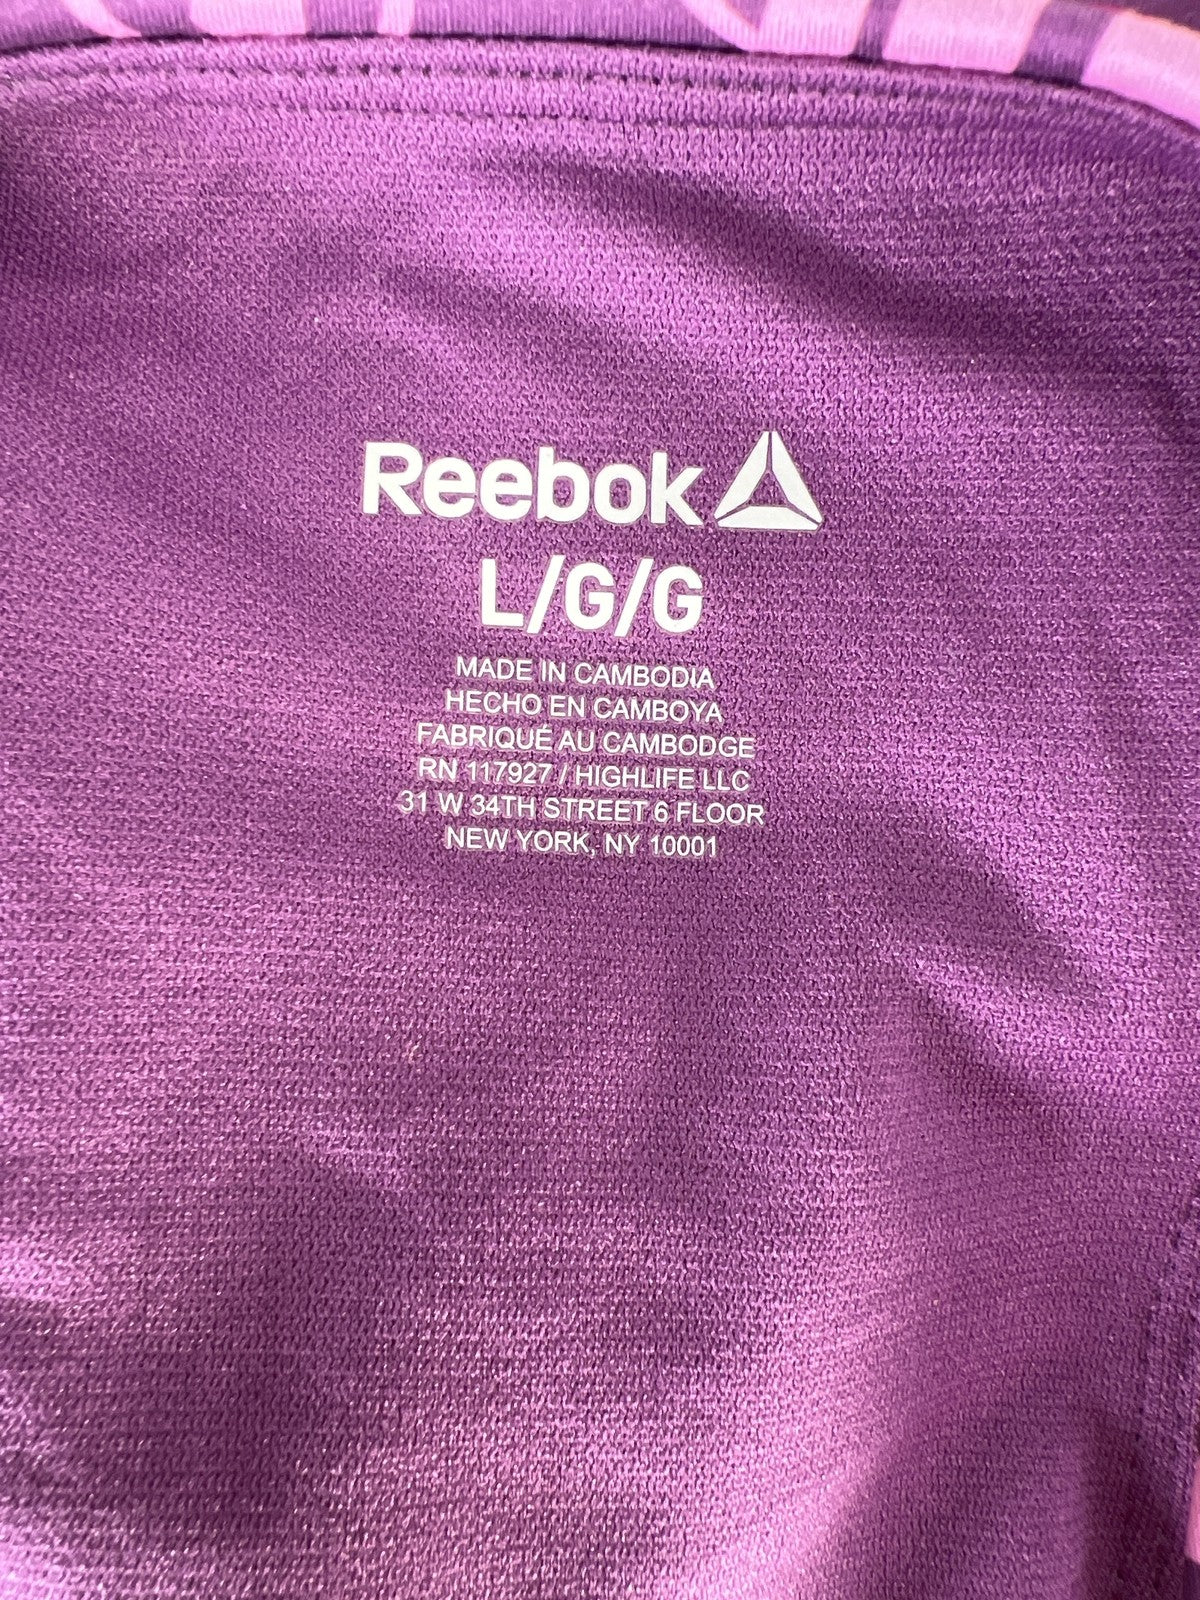 Reebok
L/G/G
MADE IN CAMBODIA
HECHO EN CAMBOYA
FABRIQUÉ AU CAMBODGE
RN 117927 / HIGHLIFE LLC
31 W 34TH STREET 6 FLOOR
NEW YORK, NY 10001